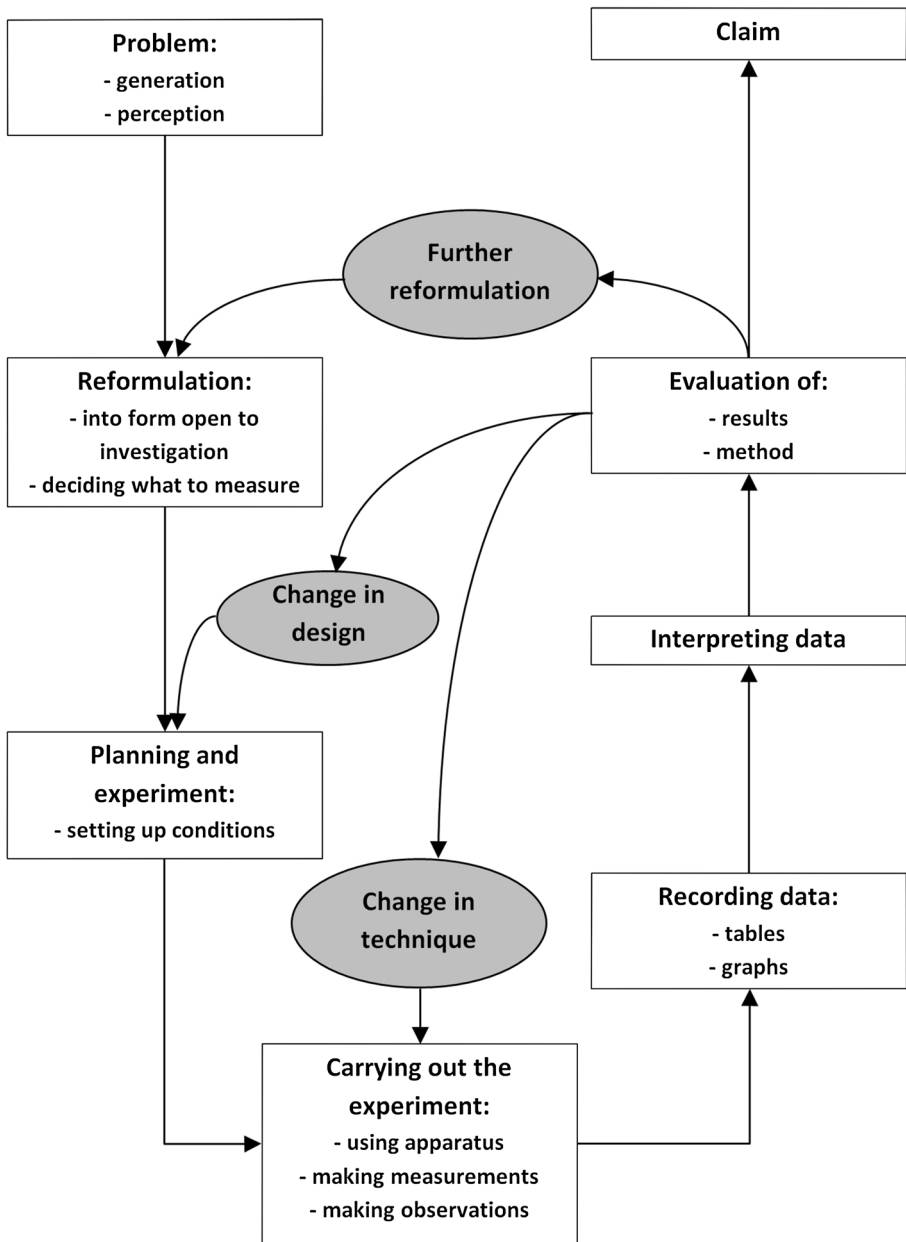 Problem:
- generation
- perception
Claim
Further
reformulation
Reformulation:
- into form open to
investigation
- deciding what to measure
Evaluation of:
- results
- method
Change in
design
Interpreting data
Planning and
experiment:
- setting up conditions
Change in
technique
Recording data:
- tables
- graphs
Carrying out the
experiment:
- using apparatus
- making measurements
- making observations